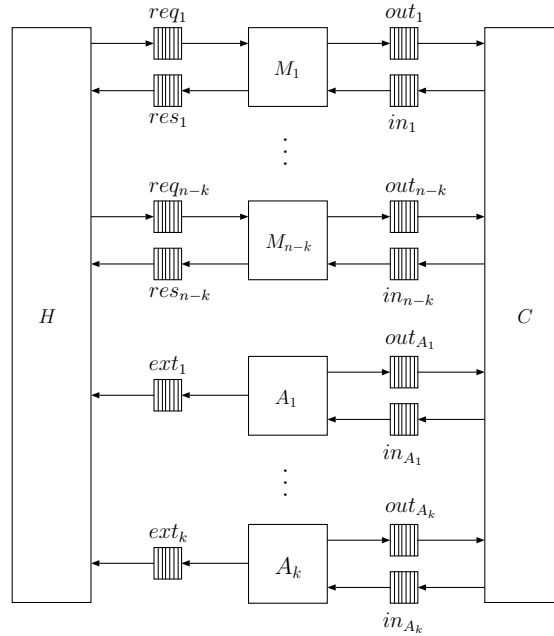 req_1 out_1
M_1
res_1 in_1
⋮
req_{n−k} out_{n−k}
M_{n−k}
res_{n−k} in_{n−k}
H C
out_{A_1}
ext_1
A_1
in_{A_1}
⋮
out_{A_k}
ext_k
A_k
in_{A_k}